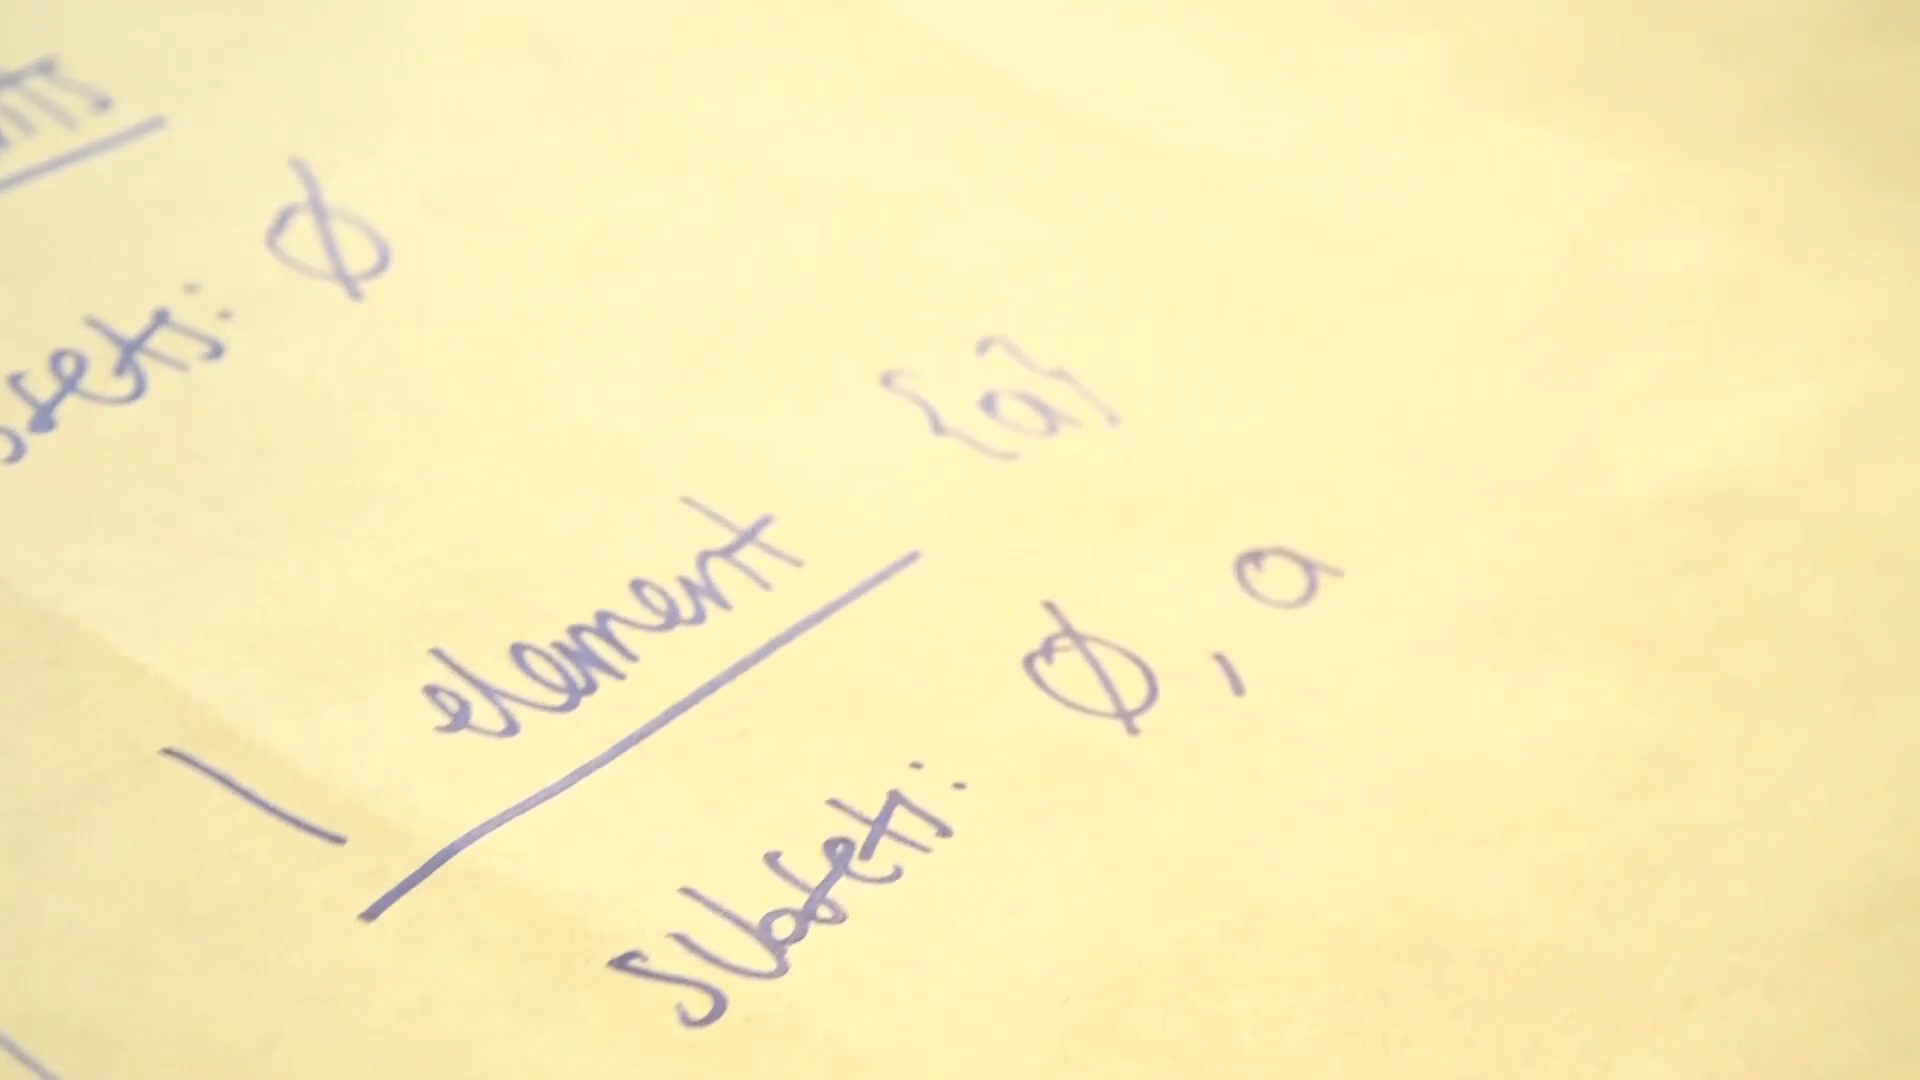 subsets: ∅
1 element {a}
subsets: ∅, a